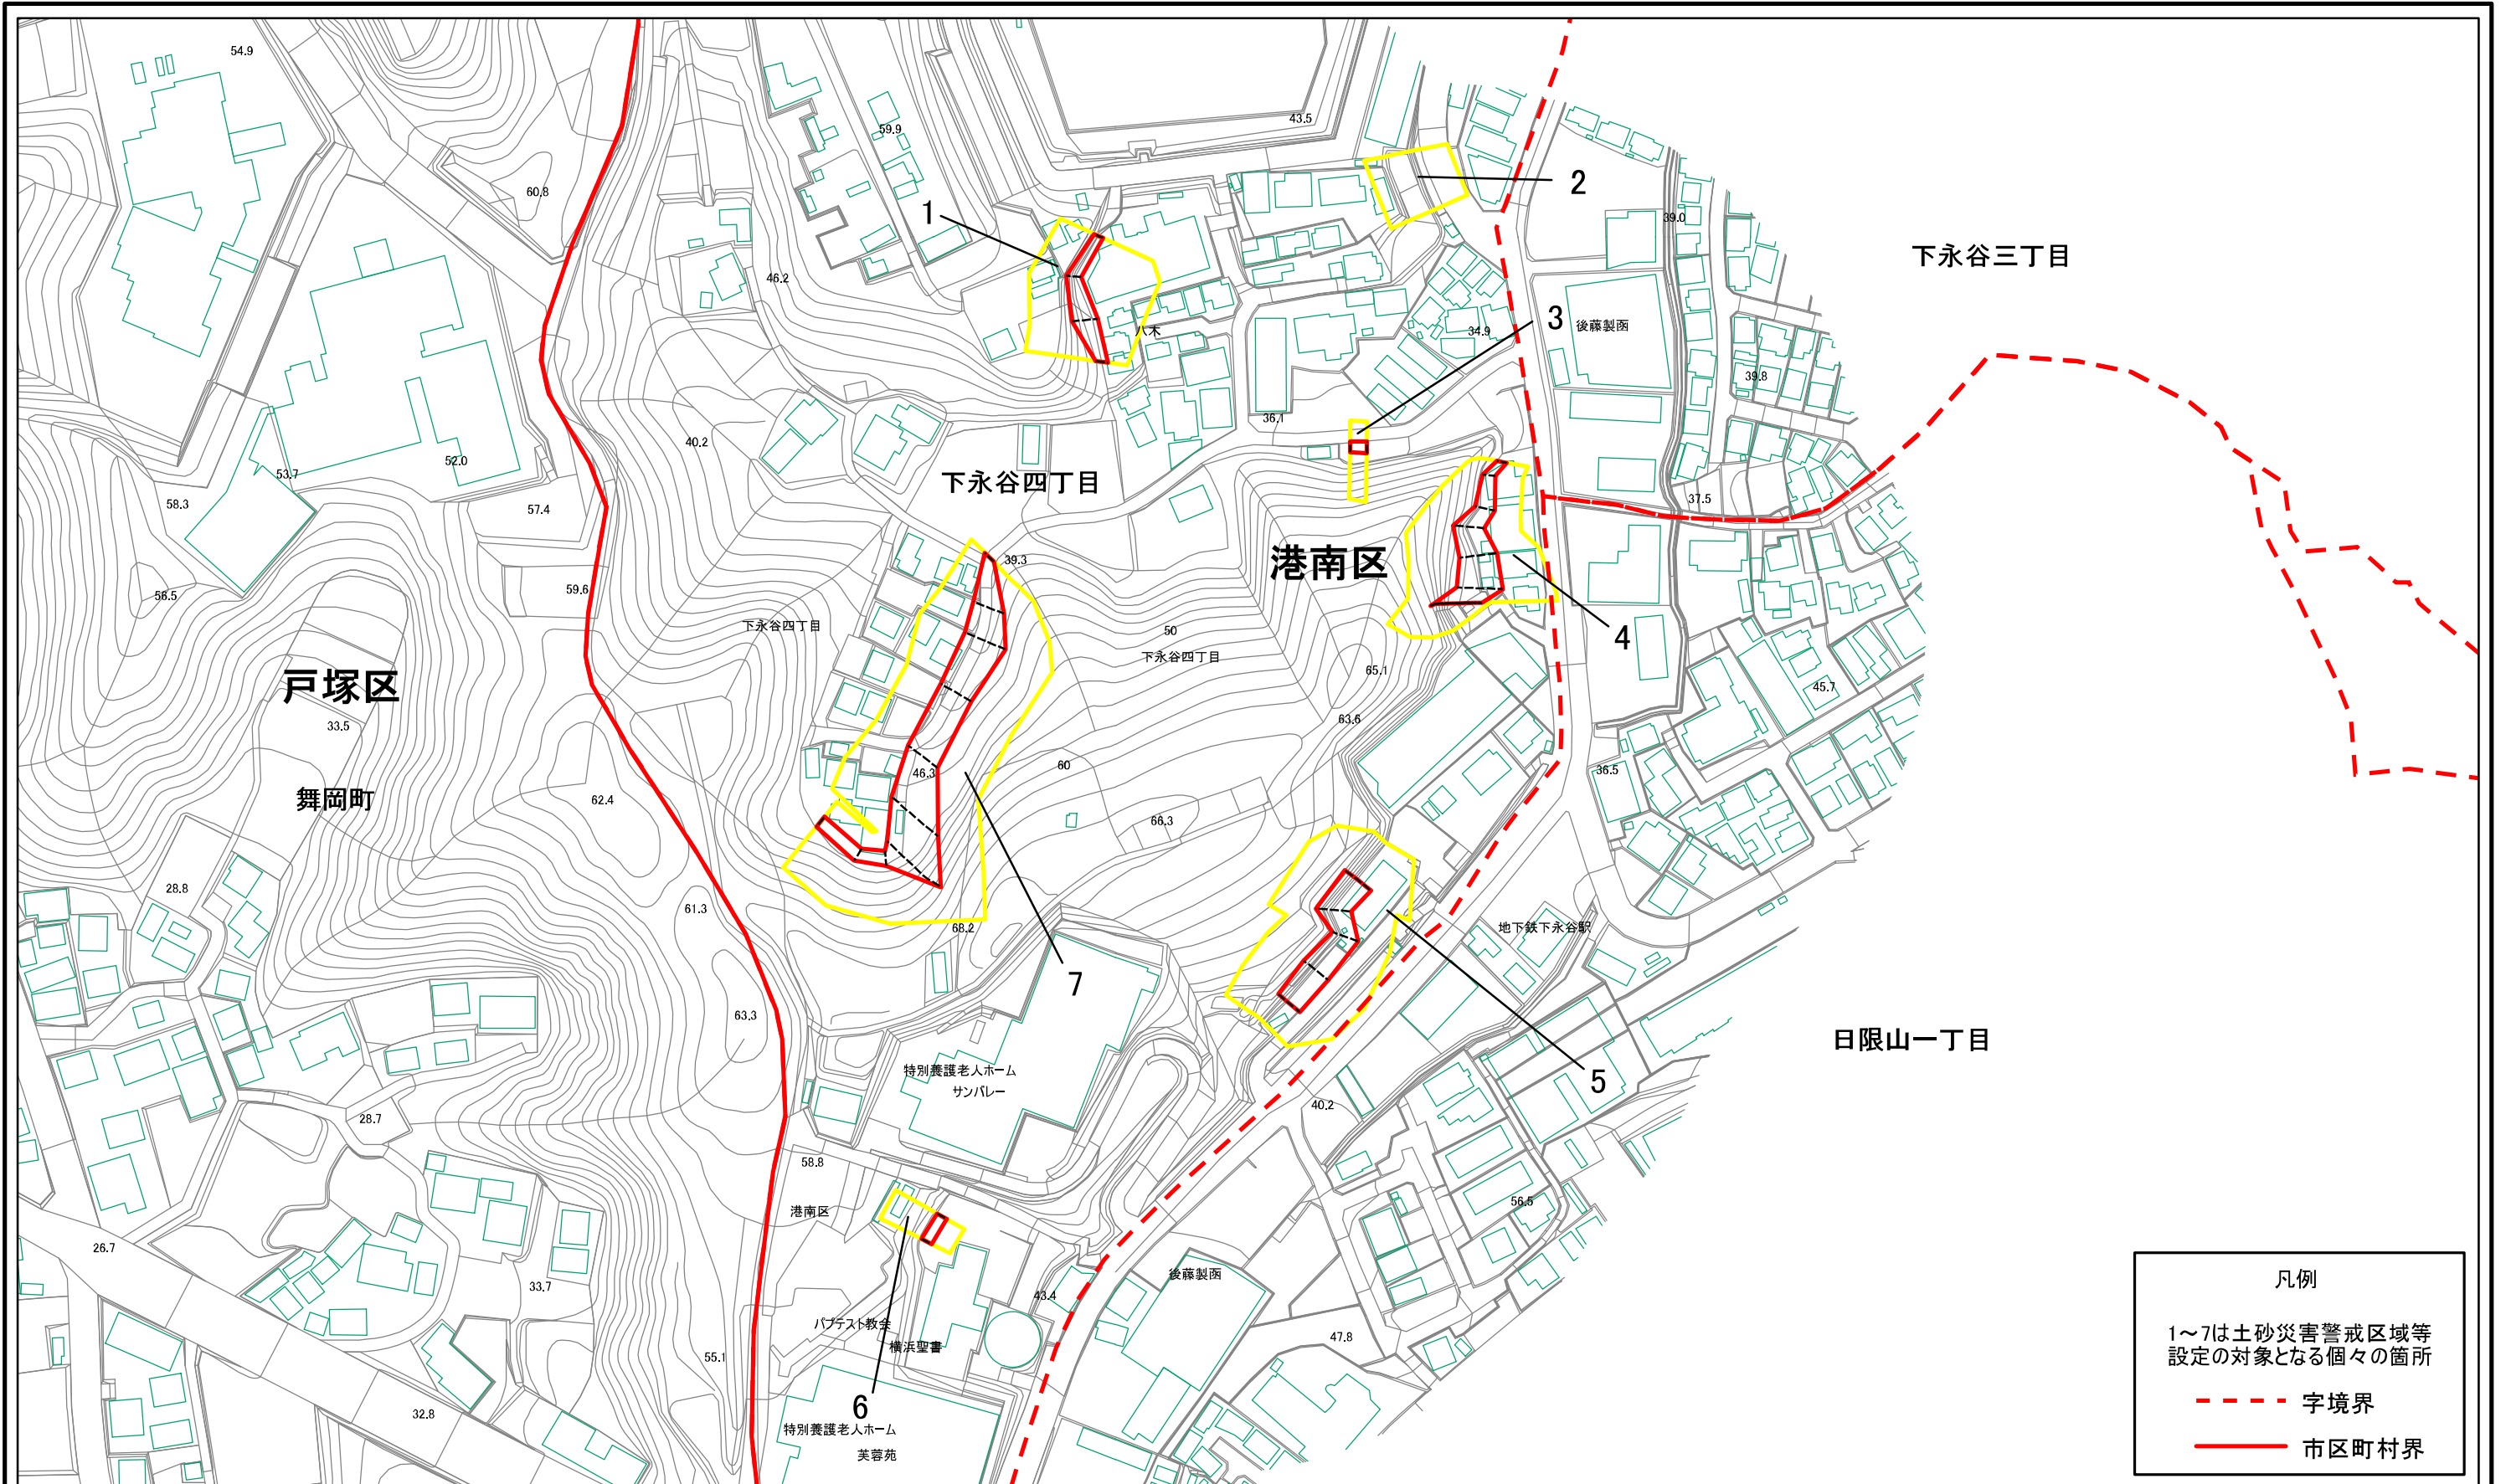 54.9
59.9
43.5
60.8
1
2
39.0
46.2
下永谷三丁目
八木
34.9
3
後藤製函
39.8
36.1
40.2
52.0
53.7
下永谷四丁目
58.3
57.4
37.5
39.3
港南区
56.5
59.6
下永谷四丁目
50
下永谷四丁目
4
65.1
戸塚区
45.7
33.5
63.6
46.3
60
36.5
舞岡町
62.4
66.3
28.8
61.3
68.2
地下鉄下永谷駅
7
63.3
日限山一丁目
特別養護老人ホーム
サンバレー
5
40.2
28.7
58.8
56.5
港南区
26.7
後藤製函
33.7
43.4
バプテスト教会
横浜聖書
47.8
55.1
6
32.8
特別養護老人ホーム
芙蓉苑
凡例
1～7は土砂災害警戒区域等
設定の対象となる個々の箇所
字境界
市区町村界